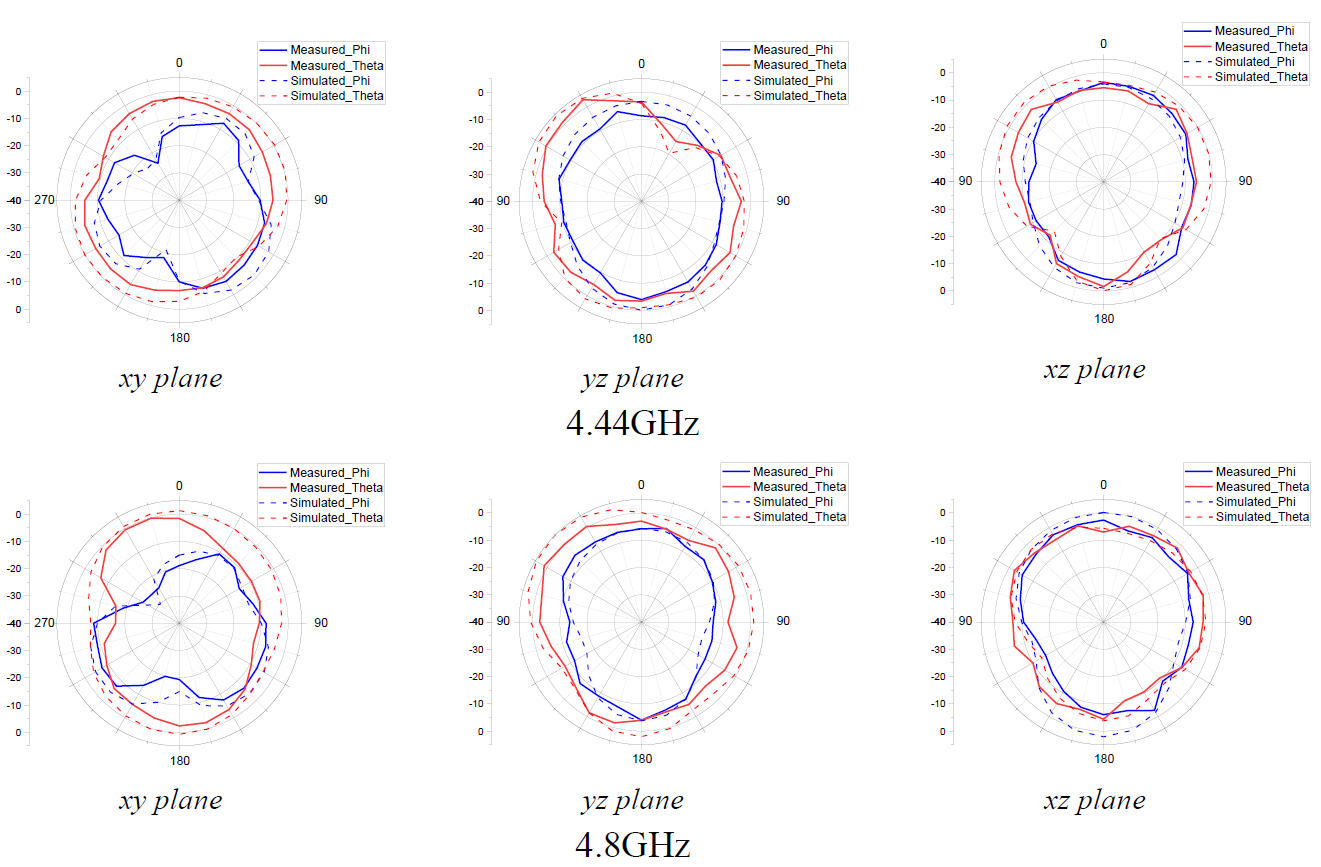 Measured_Phi
Measured_Theta
Simulated_Phi
Simulated_Theta
0
0
-10
-20
-30
-40
-30
-20
-10
0
270
90
180
xy plane
Measured_Phi
Measured_Theta
Simulated_Phi
Simulated_Theta
0
0
-10
-20
-30
-40
-30
-20
-10
0
90
90
180
yz plane
Measured_Phi
Measured_Theta
Simulated_Phi
Simulated_Theta
0
0
-10
-20
-30
-40
-30
-20
-10
0
90
90
180
xz plane
4.44GHz
Measured_Phi
Measured_Theta
Simulated_Phi
Simulated_Theta
0
0
-10
-20
-30
-40
-30
-20
-10
0
270
90
180
xy plane
Measured_Phi
Measured_Theta
Simulated_Phi
Simulated_Theta
0
0
-10
-20
-30
-40
-30
-20
-10
0
90
90
180
yz plane
Measured_Phi
Measured_Theta
Simulated_Phi
Simulated_Theta
0
0
-10
-20
-30
-40
-30
-20
-10
0
90
90
180
xz plane
4.8GHz